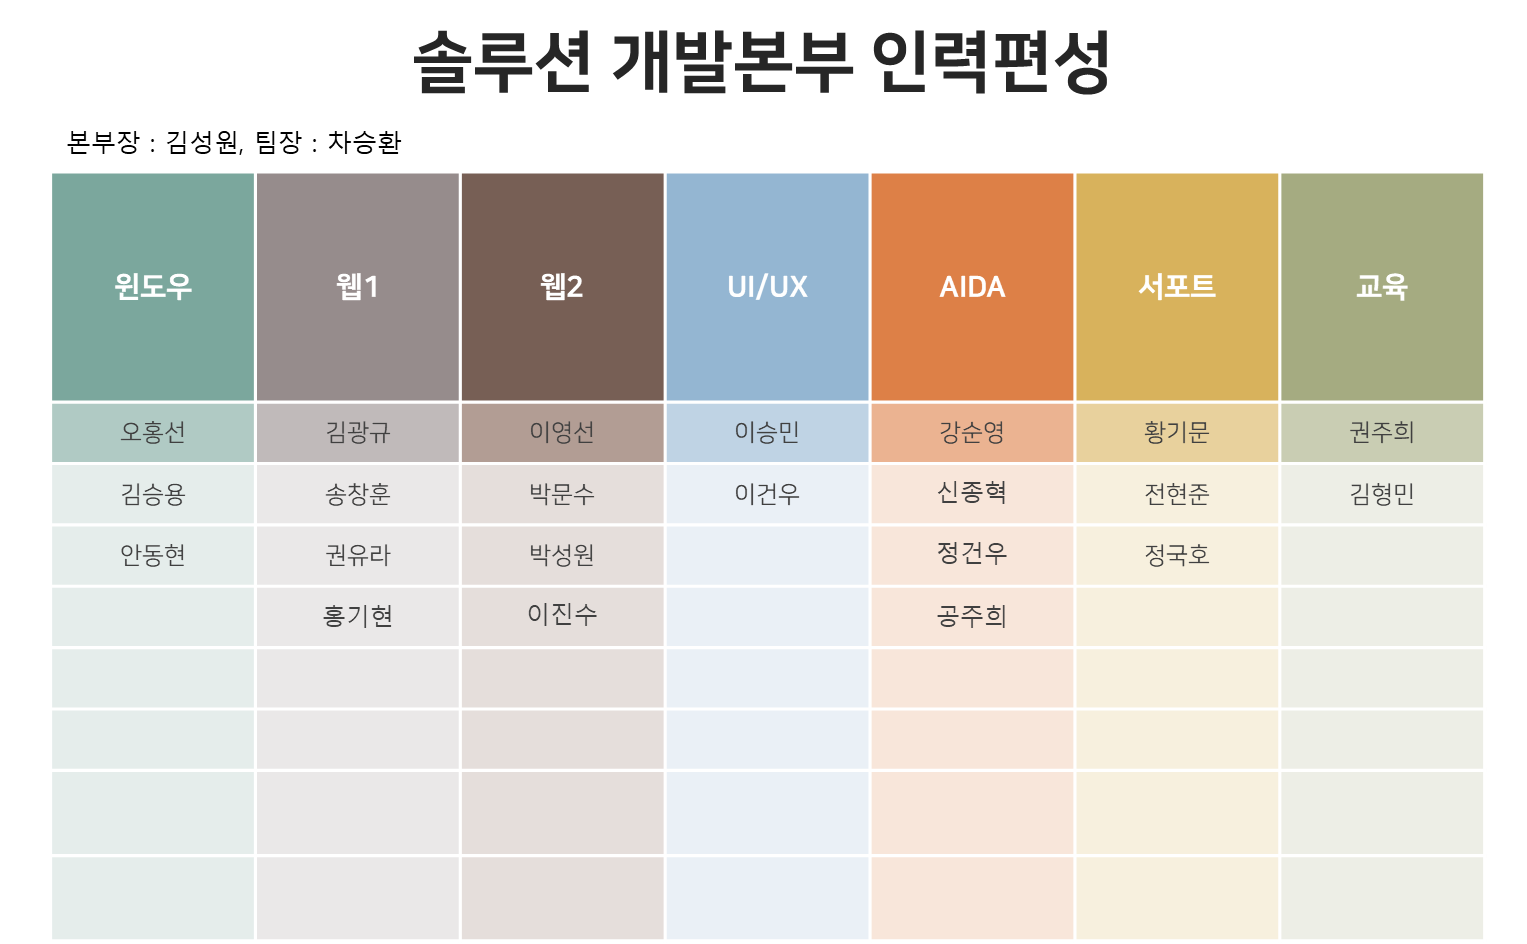 솔루션 개발본부 인력편성
본부장 : 김성원, 팀장 : 차승환
윈도우 웹1 웹2 UI/UX AIDA 서포트 교육
오홍선 김광규 이영선 이승민 강순영 황기문 권주희
김승용 송창훈 박문수 이건우 신종혁 전현준 김형민
안동현 권유라 박성원 정건우 정국호
홍기현 이진수 공주희